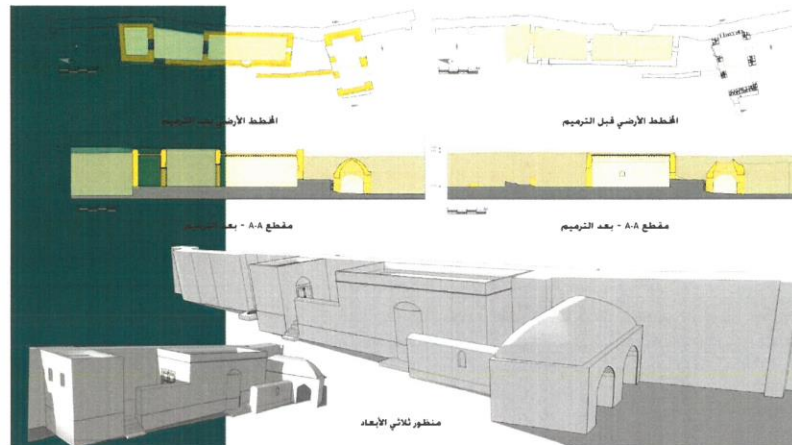 المخطط الأرضي قبل الترميم
المخطط الأرضي بعد الترميم
مقطع A-A - بعد الترميم
مقطع A-A - بعد الترميم
منظور ثلاثي الأبعاد